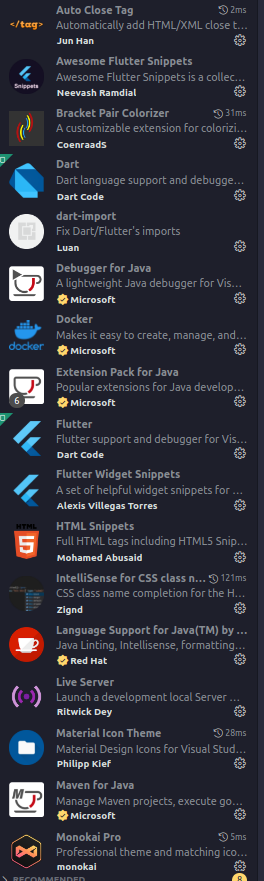 </tag> Auto Close Tag 2ms
Automatically add HTML/XML close t...
Jun Han
Awesome Flutter Snippets
Awesome Flutter Snippets is a collec...
Snippets
Neevash Ramdial
Bracket Pair Colorizer 31ms
A customizable extension for colorizi...
CoenraadS
Dart
Dart language support and debugge...
Dart Code
dart-import
Fix Dart/Flutter's imports
Luan
Debugger for Java
A lightweight Java debugger for Vis...
Microsoft
Docker
Makes it easy to create, manage, and...
docker
Microsoft
Extension Pack for Java
Popular extensions for Java develop...
6
Microsoft
Flutter
Flutter support and debugger for Vis...
Dart Code
Flutter Widget Snippets
A set of helpful widget snippets for ...
Alexis Villegas Torres
HTML
5
HTML Snippets
Full HTML tags including HTML5 Snip...
Mohamed Abusaid
IntelliSense for CSS class n... 121ms
CSS class name completion for the H...
Zignd
Language Support for Java(TM) by ...
Java Linting, Intellisense, formatting...
Red Hat
Live Server
Launch a development local Server ...
Ritwick Dey
Material Icon Theme 28ms
Material Design Icons for Visual Stud...
Philipp Kief
M
Maven for Java
Manage Maven projects, execute go...
Microsoft
Monokai Pro 5ms
Professional theme and matching ico...
monokai
RECOMMENDED 8